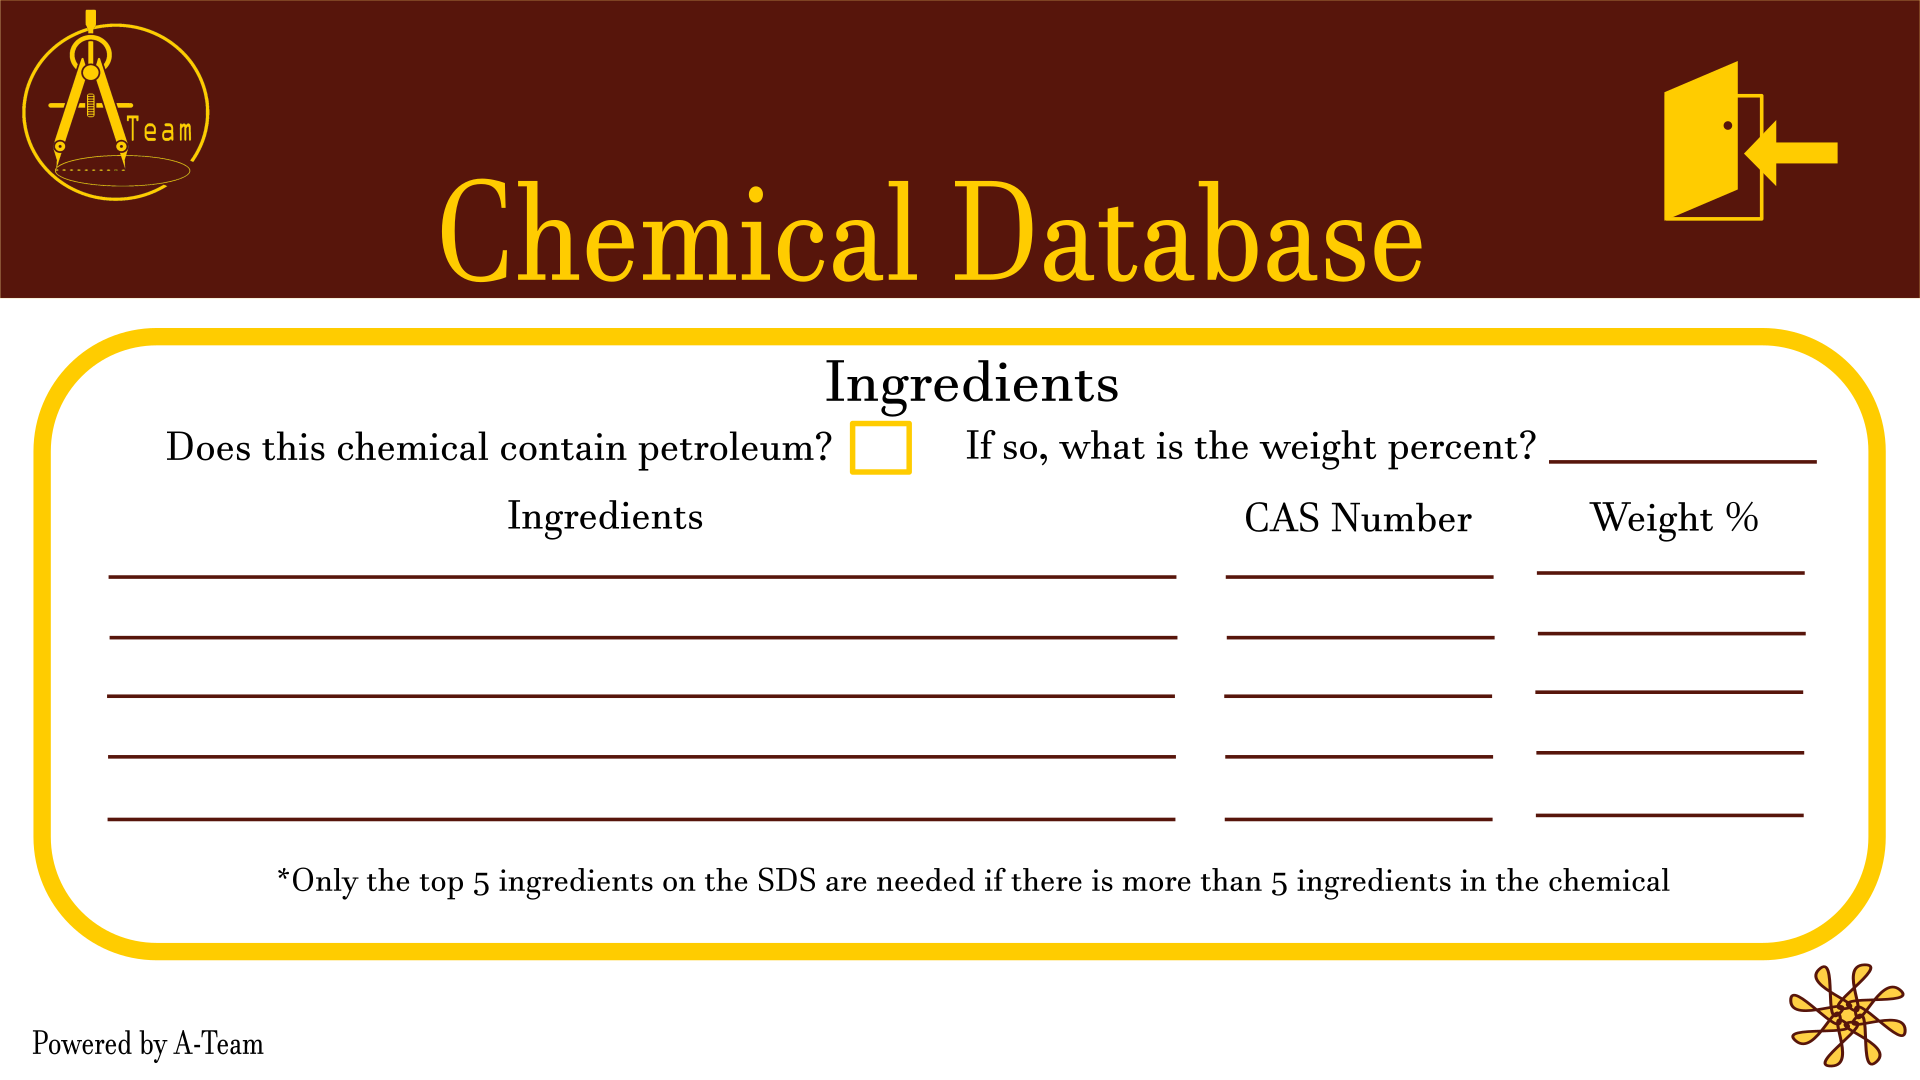 A Team
Chemical Database
Ingredients
Does this chemical contain petroleum? If so, what is the weight percent?
Ingredients CAS Number Weight %
*Only the top 5 ingredients on the SDS are needed if there is more than 5 ingredients in the chemical
Powered by A-Team